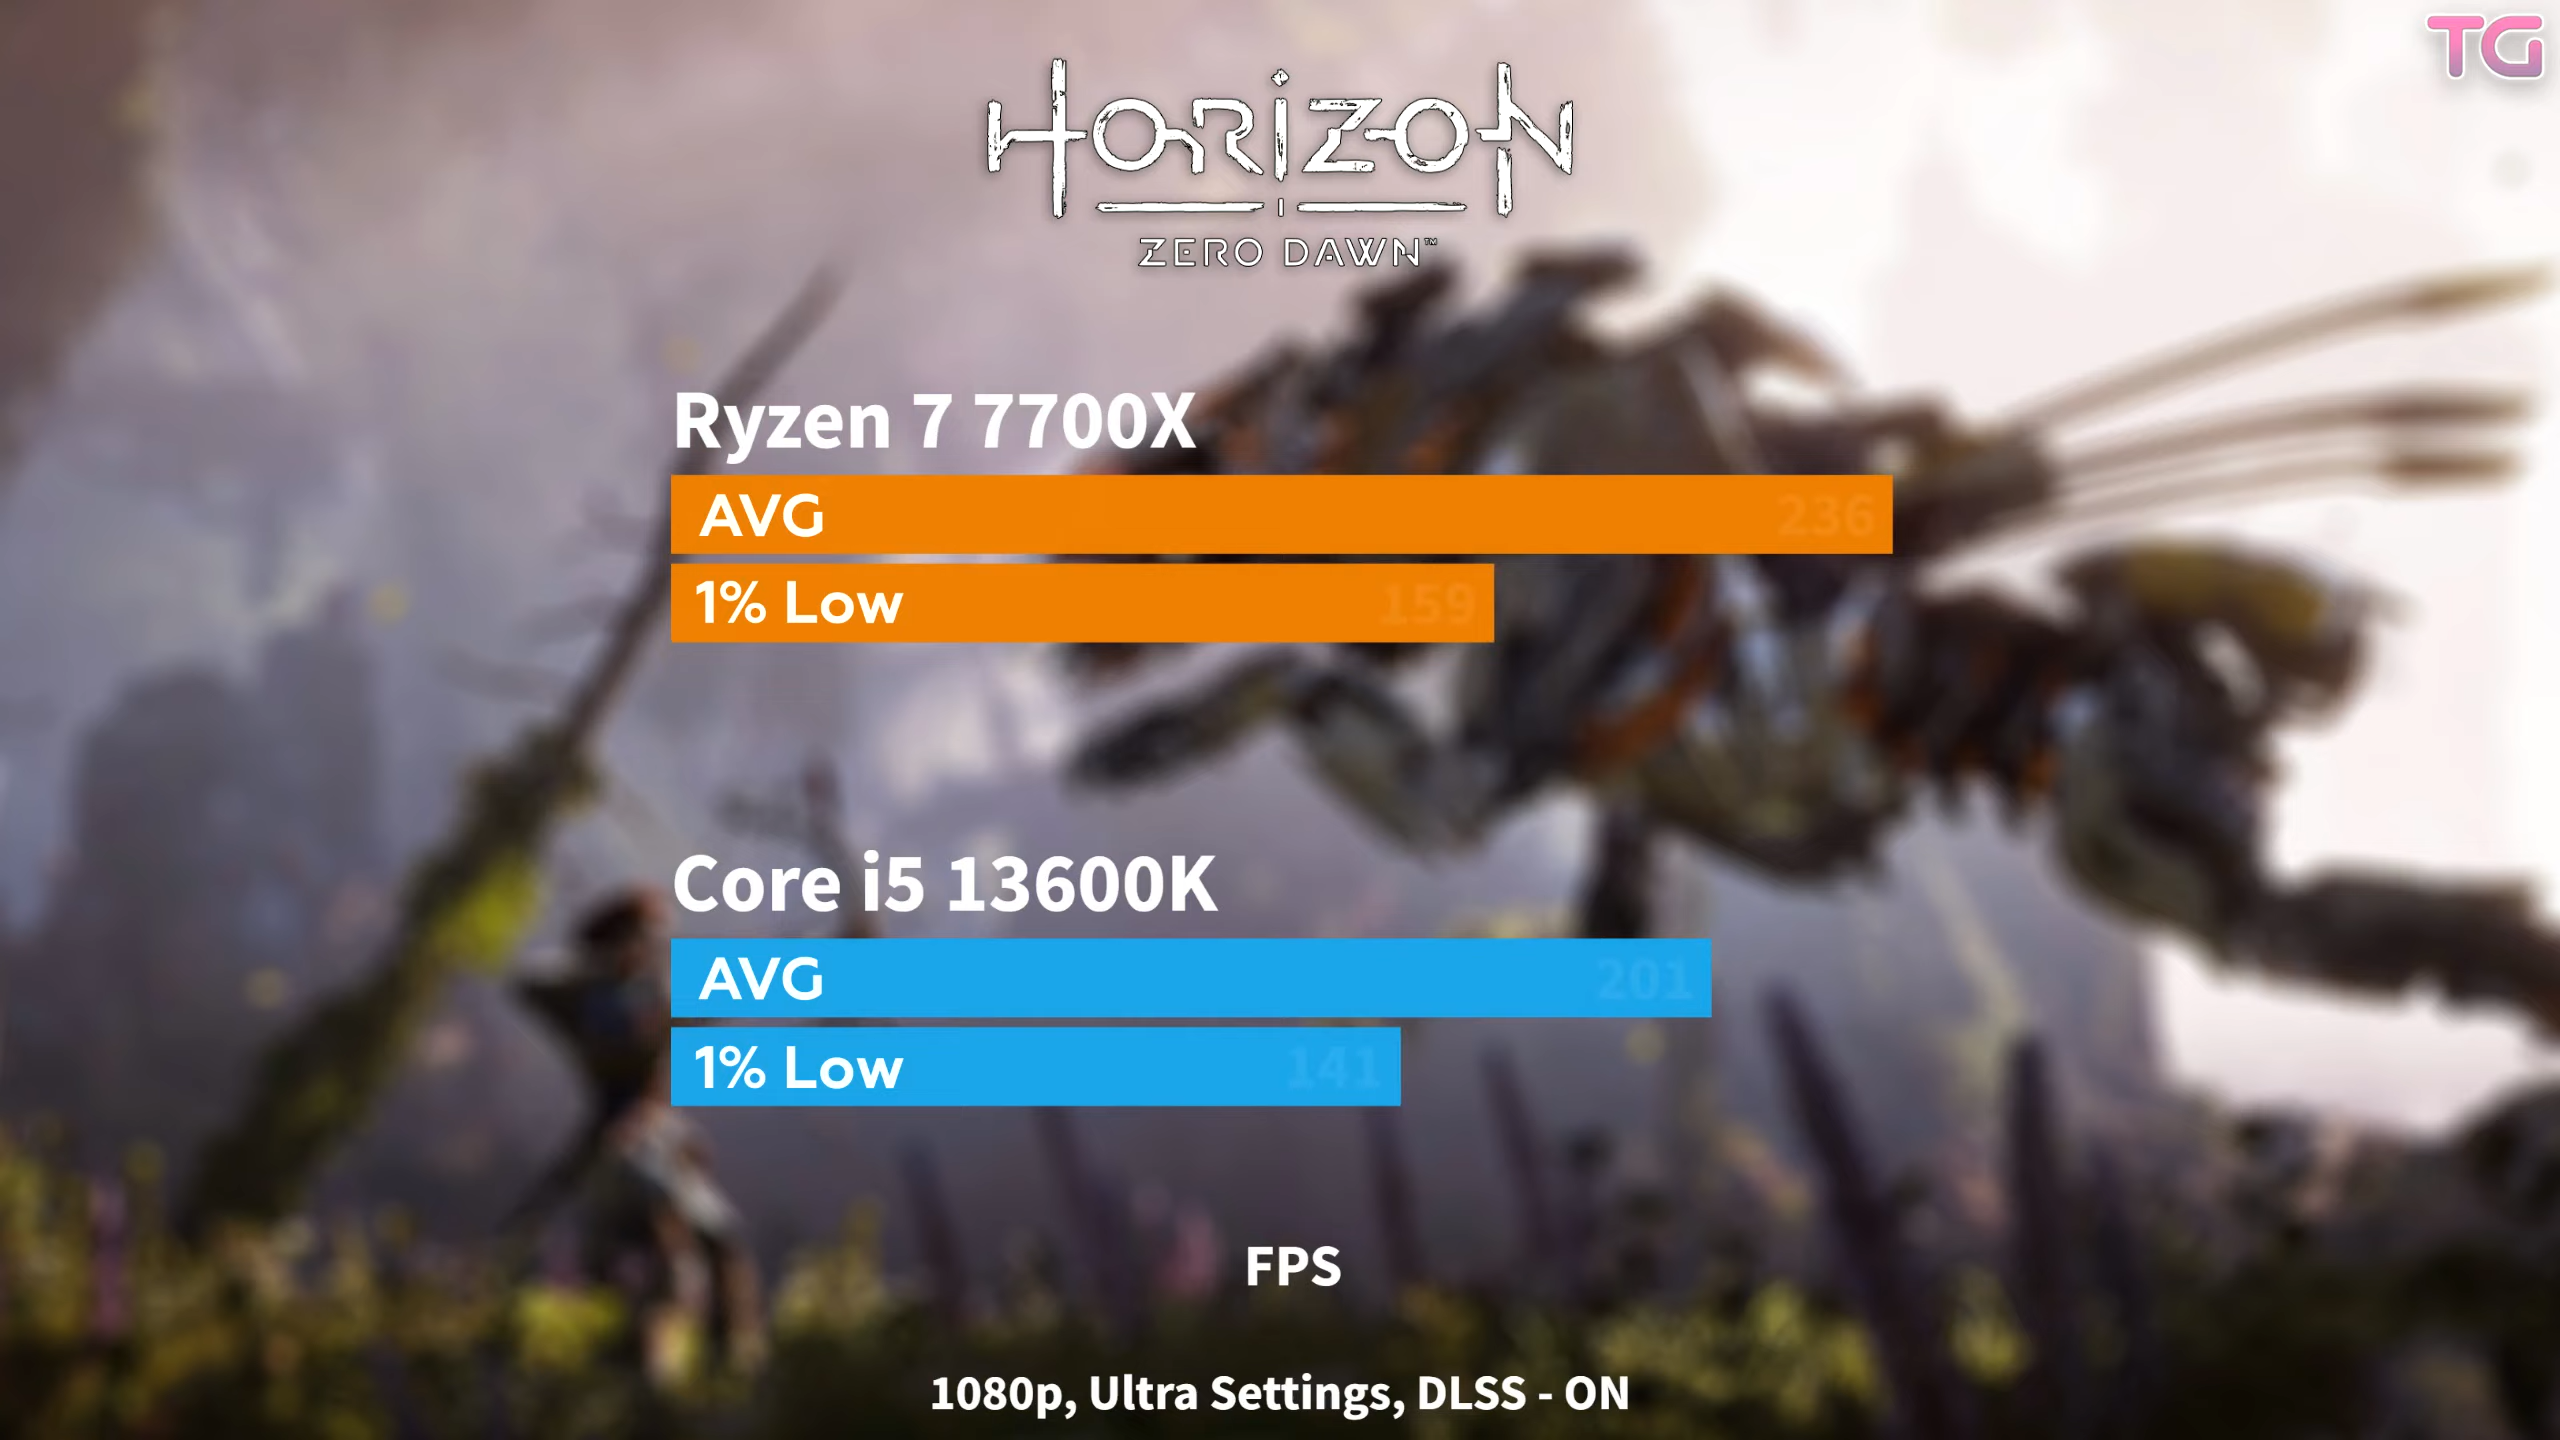 TG
HORIZON
ZERO DAWN™
Ryzen 7 7700X
AVG 236
1% Low 159
Core i5 13600K
AVG 201
1% Low 141
FPS
1080p, Ultra Settings, DLSS - ON